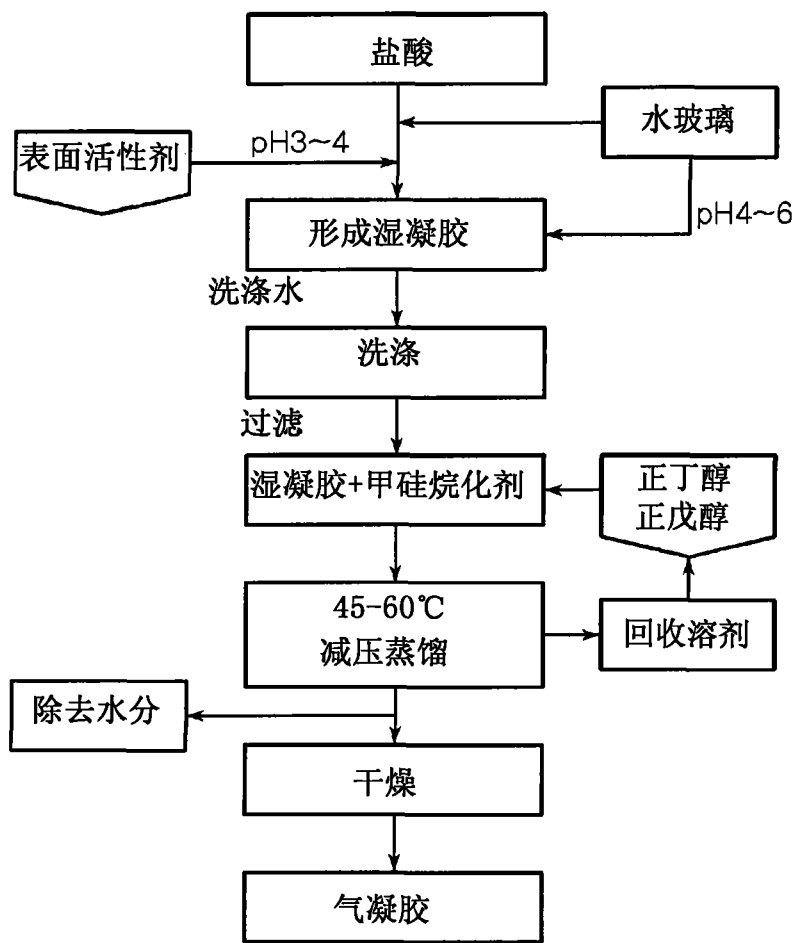 盐酸
水玻璃
表面活性剂
pH3~4
pH4~6
形成湿凝胶
洗涤水
洗涤
过滤
湿凝胶+甲硅烷化剂
正丁醇
正戊醇
45-60℃
减压蒸馏
回收溶剂
除去水分
干燥
气凝胶